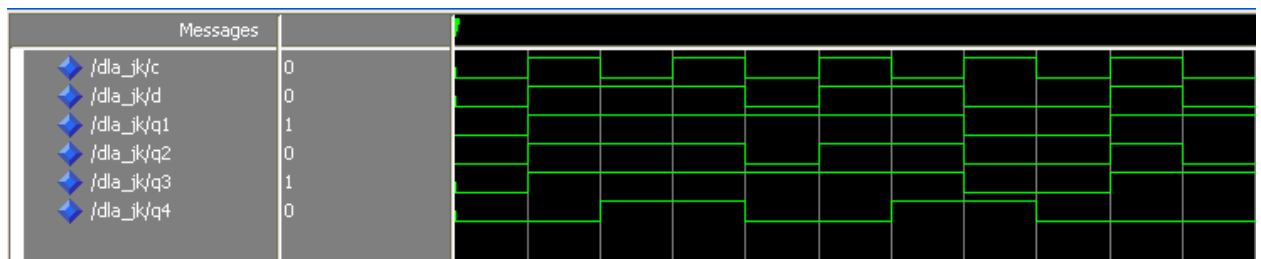 Messages
/dla_jk/c 0
/dla_jk/d 0
/dla_jk/q1 1
/dla_jk/q2 0
/dla_jk/q3 1
/dla_jk/q4 0